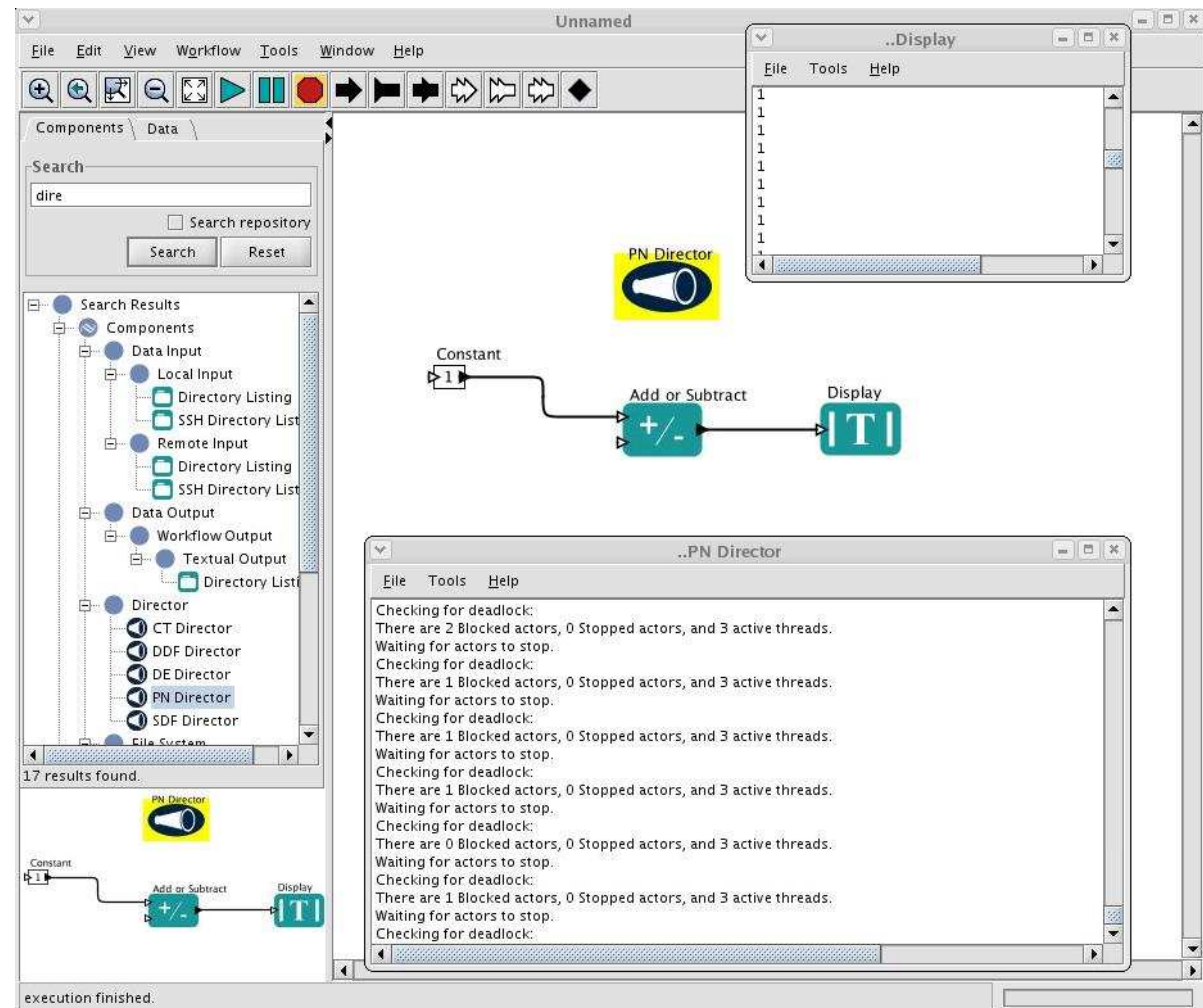 Unnamed
File Edit View Workflow Tools Window Help
Components Data
Search
dire
Search repository
Search Reset
Search Results
Components
Data Input
Local Input
Directory Listing
SSH Directory List
Remote Input
Directory Listing
SSH Directory List
Data Output
Workflow Output
Textual Output
Directory Listi
Director
CT Director
DDF Director
DE Director
PN Director
SDF Director
File System
17 results found.
PN Director
Constant
1
Add or Subtract
+/-
Display
T
execution finished.
PN Director
Constant
1
Add or Subtract
+/-
Display
T
..Display
File Tools Help
1
1
1
1
1
1
1
1
1
..PN Director
File Tools Help
Checking for deadlock:
There are 2 Blocked actors, 0 Stopped actors, and 3 active threads.
Waiting for actors to stop.
Checking for deadlock:
There are 1 Blocked actors, 0 Stopped actors, and 3 active threads.
Waiting for actors to stop.
Checking for deadlock:
There are 1 Blocked actors, 0 Stopped actors, and 3 active threads.
Waiting for actors to stop.
Checking for deadlock:
There are 1 Blocked actors, 0 Stopped actors, and 3 active threads.
Waiting for actors to stop.
Checking for deadlock:
There are 0 Blocked actors, 0 Stopped actors, and 3 active threads.
Waiting for actors to stop.
Checking for deadlock:
There are 1 Blocked actors, 0 Stopped actors, and 3 active threads.
Waiting for actors to stop.
Checking for deadlock: